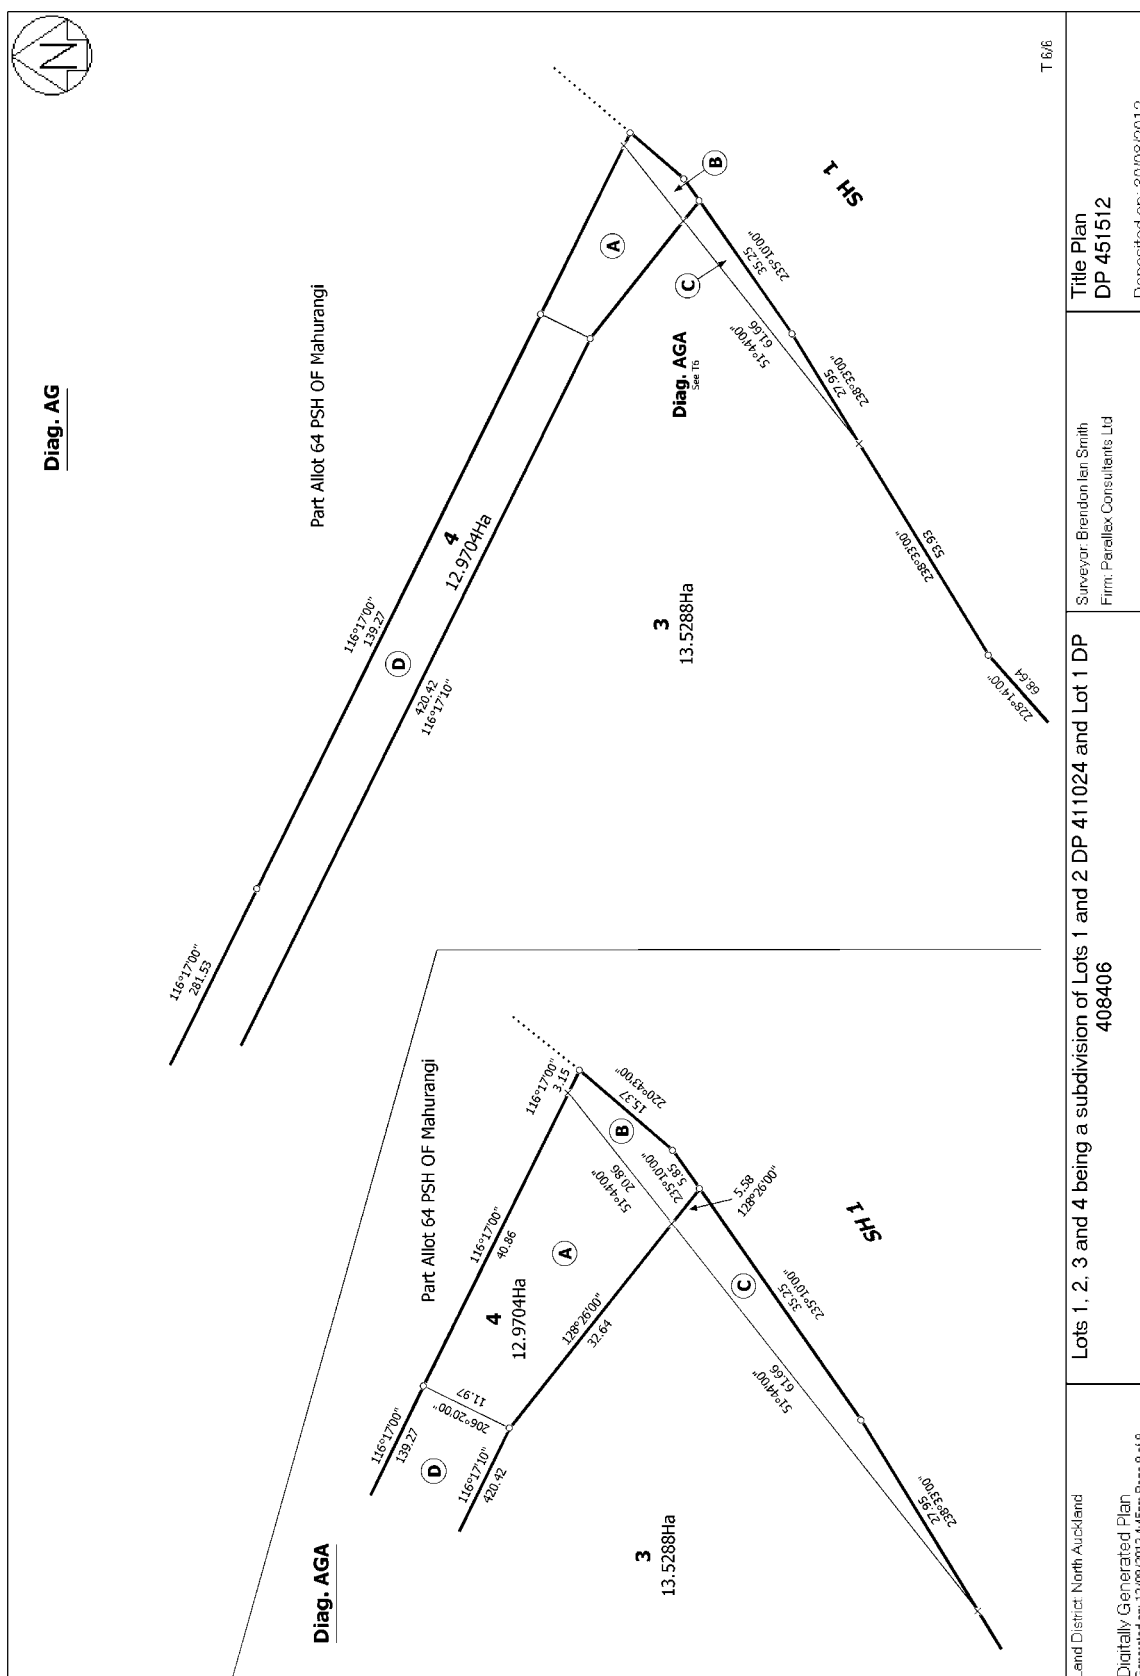 N
T 6/6
Diag. AG
Part Allot 64 PSH OF Mahurangi
SH 1
A
B
C
D
4
12.9704Ha
3
13.5288Ha
Diag. AGA
See T6
116°17'00"
281.53
116°17'00"
139.27
420.42
116°17'10"
51°44'00"
61.66
235°10'00"
35.25
238°33'00"
27.95
238°33'00"
53.93
228°14'00"
68.64
Diag. AGA
Part Allot 64 PSH OF Mahurangi
SH 1
A
B
C
D
4
12.9704Ha
3
13.5288Ha
116°17'00"
139.27
116°17'10"
420.42
206°20'00"
11.97
116°17'00"
40.86
116°17'00"
3.15
128°26'00"
32.64
5.58
128°26'00"
51°44'00"
20.86
235°10'00"
5.85
220°43'00"
15.37
51°44'00"
61.66
235°10'00"
35.25
238°33'00"
27.95
Land District: North Auckland
Digitally Generated Plan
Lots 1, 2, 3 and 4 being a subdivision of Lots 1 and 2 DP 411024 and Lot 1 DP
408406
Surveyor: Brendon Ian Smith
Firm: Parallax Consultants Ltd
Title Plan
DP 451512